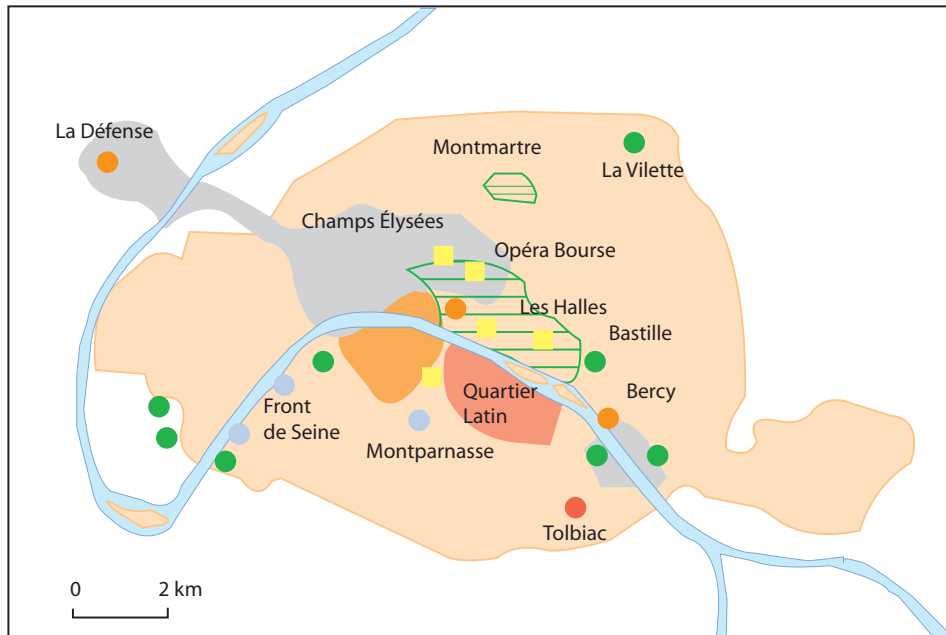 La Défense
Montmartre
La Vilette
Champs Élysées
Opéra Bourse
Les Halles
Bastille
Bercy
Quartier
Latin
Front
de Seine
Montparnasse
Tolbiac
0 2 km